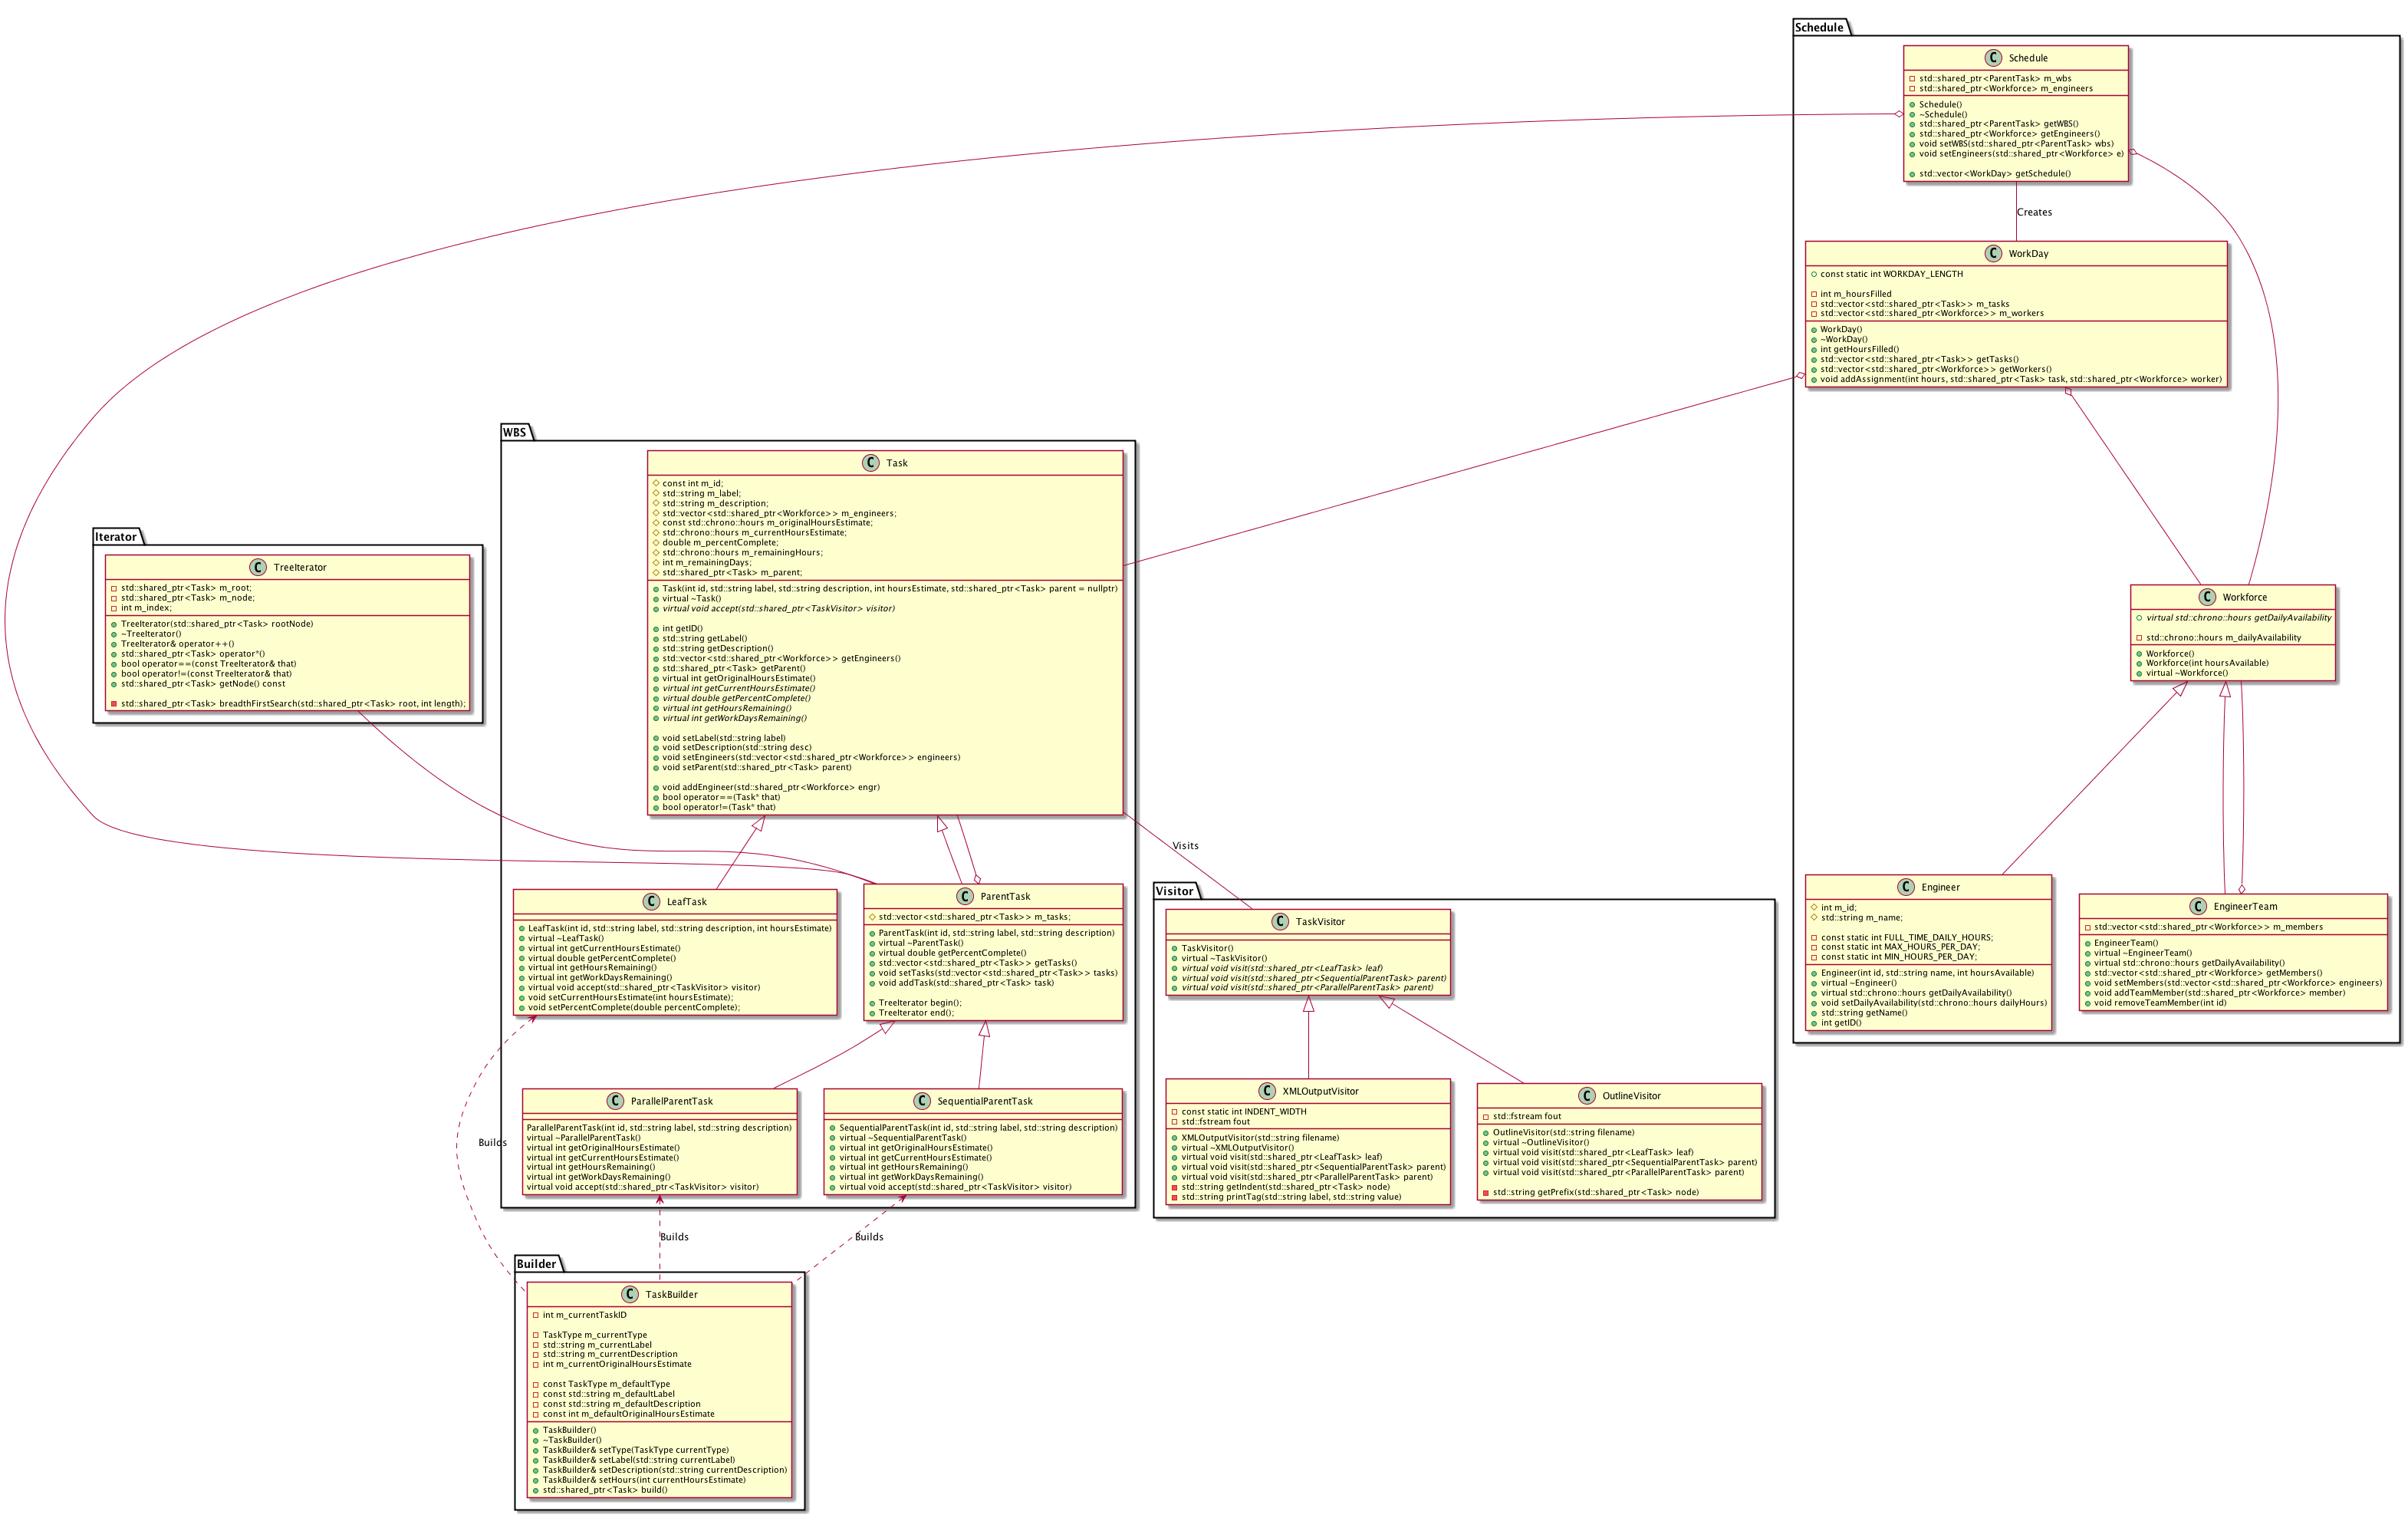 Schedule
Schedule
std::shared_ptr<ParentTask> m_wbs
std::shared_ptr<Workforce> m_engineers
Schedule()
~Schedule()
std::shared_ptr<ParentTask> getWBS()
std::shared_ptr<Workforce> getEngineers()
void setWBS(std::shared_ptr<ParentTask> wbs)
void setEngineers(std::shared_ptr<Workforce> e)
std::vector<WorkDay> getSchedule()
Creates
WorkDay
const static int WORKDAY_LENGTH
int m_hoursFilled
std::vector<std::shared_ptr<Task>> m_tasks
std::vector<std::shared_ptr<Workforce>> m_workers
WorkDay()
~WorkDay()
int getHoursFilled()
std::vector<std::shared_ptr<Task>> getTasks()
std::vector<std::shared_ptr<Workforce>> getWorkers()
void addAssignment(int hours, std::shared_ptr<Task> task, std::shared_ptr<Workforce> worker)
Workforce
virtual std::chrono::hours getDailyAvailability
std::chrono::hours m_dailyAvailability
Workforce()
Workforce(int hoursAvailable)
virtual ~Workforce()
Engineer
int m_id;
std::string m_name;
const static int FULL_TIME_DAILY_HOURS;
const static int MAX_HOURS_PER_DAY;
const static int MIN_HOURS_PER_DAY;
Engineer(int id, std::string name, int hoursAvailable)
virtual ~Engineer()
virtual std::chrono::hours getDailyAvailability()
void setDailyAvailability(std::chrono::hours dailyHours)
std::string getName()
int getID()
EngineerTeam
std::vector<std::shared_ptr<Workforce>> m_members
EngineerTeam()
virtual ~EngineerTeam()
virtual std::chrono::hours getDailyAvailability()
std::vector<std::shared_ptr<Workforce> getMembers()
void setMembers(std::vector<std::shared_ptr<Workforce> engineers)
void addTeamMember(std::shared_ptr<Workforce> member)
void removeTeamMember(int id)
WBS
Task
const int m_id;
std::string m_label;
std::string m_description;
std::vector<std::shared_ptr<Workforce>> m_engineers;
const std::chrono::hours m_originalHoursEstimate;
std::chrono::hours m_currentHoursEstimate;
double m_percentComplete;
std::chrono::hours m_remainingHours;
int m_remainingDays;
std::shared_ptr<Task> m_parent;
Task(int id, std::string label, std::string description, int hoursEstimate, std::shared_ptr<Task> parent = nullptr)
virtual ~Task()
virtual void accept(std::shared_ptr<TaskVisitor> visitor)
int getID()
std::string getLabel()
std::string getDescription()
std::vector<std::shared_ptr<Workforce>> getEngineers()
std::shared_ptr<Task> getParent()
virtual int getOriginalHoursEstimate()
virtual int getCurrentHoursEstimate()
virtual double getPercentComplete()
virtual int getHoursRemaining()
virtual int getWorkDaysRemaining()
void setLabel(std::string label)
void setDescription(std::string desc)
void setEngineers(std::vector<std::shared_ptr<Workforce>> engineers)
void setParent(std::shared_ptr<Task> parent)
void addEngineer(std::shared_ptr<Workforce> engr)
bool operator==(Task* that)
bool operator!=(Task* that)
Iterator
TreeIterator
std::shared_ptr<Task> m_root;
std::shared_ptr<Task> m_node;
int m_index;
TreeIterator(std::shared_ptr<Task> rootNode)
~TreeIterator()
TreeIterator& operator++()
std::shared_ptr<Task> operator*()
bool operator==(const TreeIterator& that)
bool operator!=(const TreeIterator& that)
std::shared_ptr<Task> getNode() const
std::shared_ptr<Task> breadthFirstSearch(std::shared_ptr<Task> root, int length);
LeafTask
LeafTask(int id, std::string label, std::string description, int hoursEstimate)
virtual ~LeafTask()
virtual int getCurrentHoursEstimate()
virtual double getPercentComplete()
virtual int getHoursRemaining()
virtual int getWorkDaysRemaining()
virtual void accept(std::shared_ptr<TaskVisitor> visitor)
void setCurrentHoursEstimate(int hoursEstimate);
void setPercentComplete(double percentComplete);
ParentTask
std::vector<std::shared_ptr<Task>> m_tasks;
ParentTask(int id, std::string label, std::string description)
virtual ~ParentTask()
virtual double getPercentComplete()
std::vector<std::shared_ptr<Task>> getTasks()
void setTasks(std::vector<std::shared_ptr<Task>> tasks)
void addTask(std::shared_ptr<Task> task)
TreeIterator begin();
TreeIterator end();
ParallelParentTask
ParallelParentTask(int id, std::string label, std::string description)
virtual ~ParallelParentTask()
virtual int getOriginalHoursEstimate()
virtual int getCurrentHoursEstimate()
virtual int getHoursRemaining()
virtual int getWorkDaysRemaining()
virtual void accept(std::shared_ptr<TaskVisitor> visitor)
SequentialParentTask
SequentialParentTask(int id, std::string label, std::string description)
virtual ~SequentialParentTask()
virtual int getOriginalHoursEstimate()
virtual int getCurrentHoursEstimate()
virtual int getHoursRemaining()
virtual int getWorkDaysRemaining()
virtual void accept(std::shared_ptr<TaskVisitor> visitor)
Visits
Visitor
TaskVisitor
TaskVisitor()
virtual ~TaskVisitor()
virtual void visit(std::shared_ptr<LeafTask> leaf)
virtual void visit(std::shared_ptr<SequentialParentTask> parent)
virtual void visit(std::shared_ptr<ParallelParentTask> parent)
XMLOutputVisitor
const static int INDENT_WIDTH
std::fstream fout
XMLOutputVisitor(std::string filename)
virtual ~XMLOutputVisitor()
virtual void visit(std::shared_ptr<LeafTask> leaf)
virtual void visit(std::shared_ptr<SequentialParentTask> parent)
virtual void visit(std::shared_ptr<ParallelParentTask> parent)
std::string getIndent(std::shared_ptr<Task> node)
std::string printTag(std::string label, std::string value)
OutlineVisitor
std::fstream fout
OutlineVisitor(std::string filename)
virtual ~OutlineVisitor()
virtual void visit(std::shared_ptr<LeafTask> leaf)
virtual void visit(std::shared_ptr<SequentialParentTask> parent)
virtual void visit(std::shared_ptr<ParallelParentTask> parent)
std::string getPrefix(std::shared_ptr<Task> node)
Builds
Builds
Builds
Builder
TaskBuilder
int m_currentTaskID
TaskType m_currentType
std::string m_currentLabel
std::string m_currentDescription
int m_currentOriginalHoursEstimate
const TaskType m_defaultType
const std::string m_defaultLabel
const std::string m_defaultDescription
const int m_defaultOriginalHoursEstimate
TaskBuilder()
~TaskBuilder()
TaskBuilder& setType(TaskType currentType)
TaskBuilder& setLabel(std::string currentLabel)
TaskBuilder& setDescription(std::string currentDescription)
TaskBuilder& setHours(int currentHoursEstimate)
std::shared_ptr<Task> build()